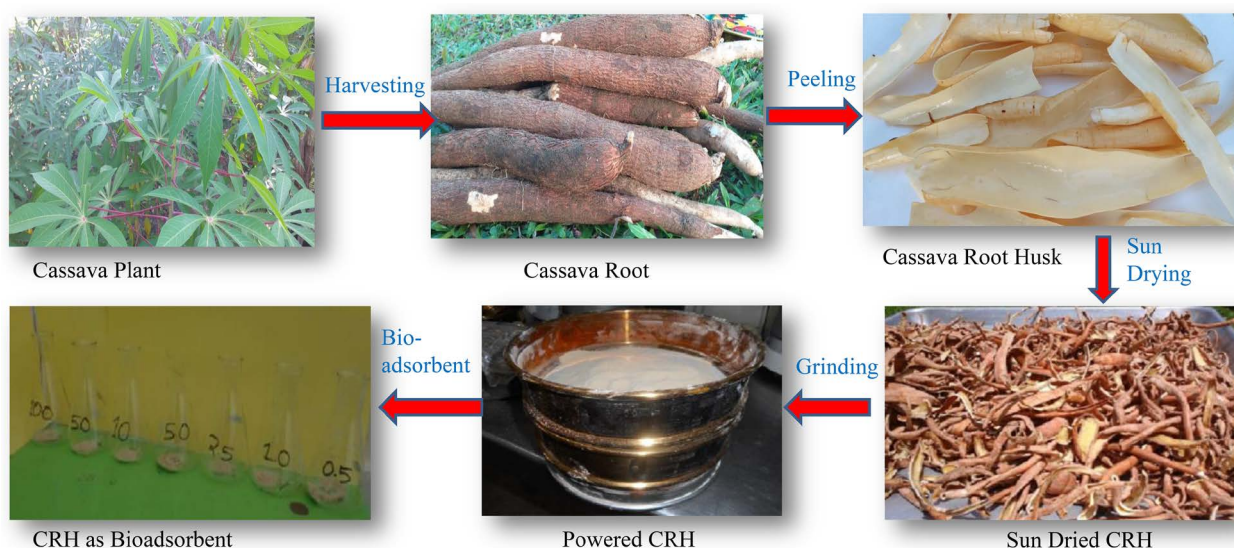 Harvesting
Peeling
Cassava Plant
Cassava Root
Cassava Root Husk
Sun
Drying
Bio-
adsorbent
Grinding
100
50
10
5.0
2.5
1.0
0.5
CRH as Bioadsorbent
Powered CRH
Sun Dried CRH